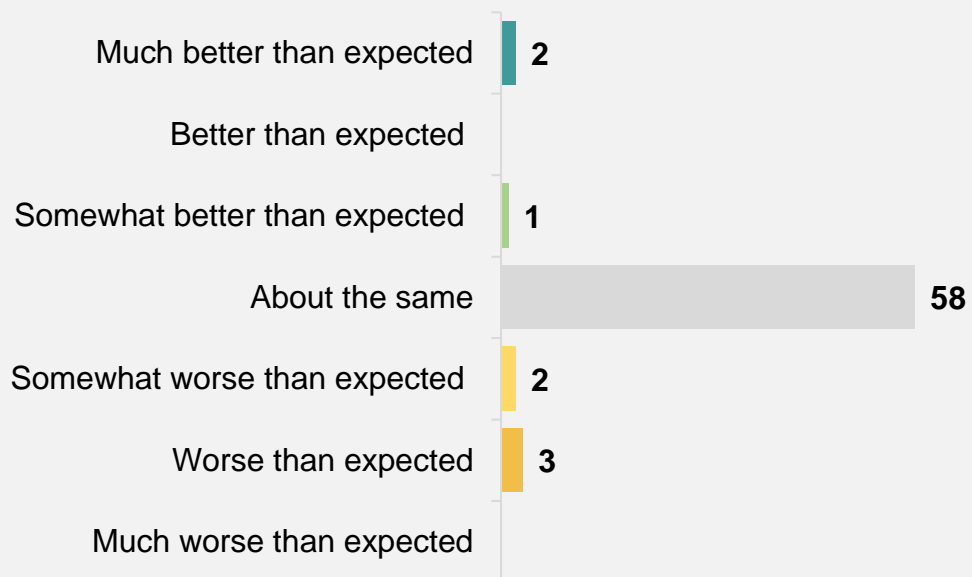 Much better than expected 2
Better than expected
Somewhat better than expected 1
About the same 58
Somewhat worse than expected 2
Worse than expected 3
Much worse than expected